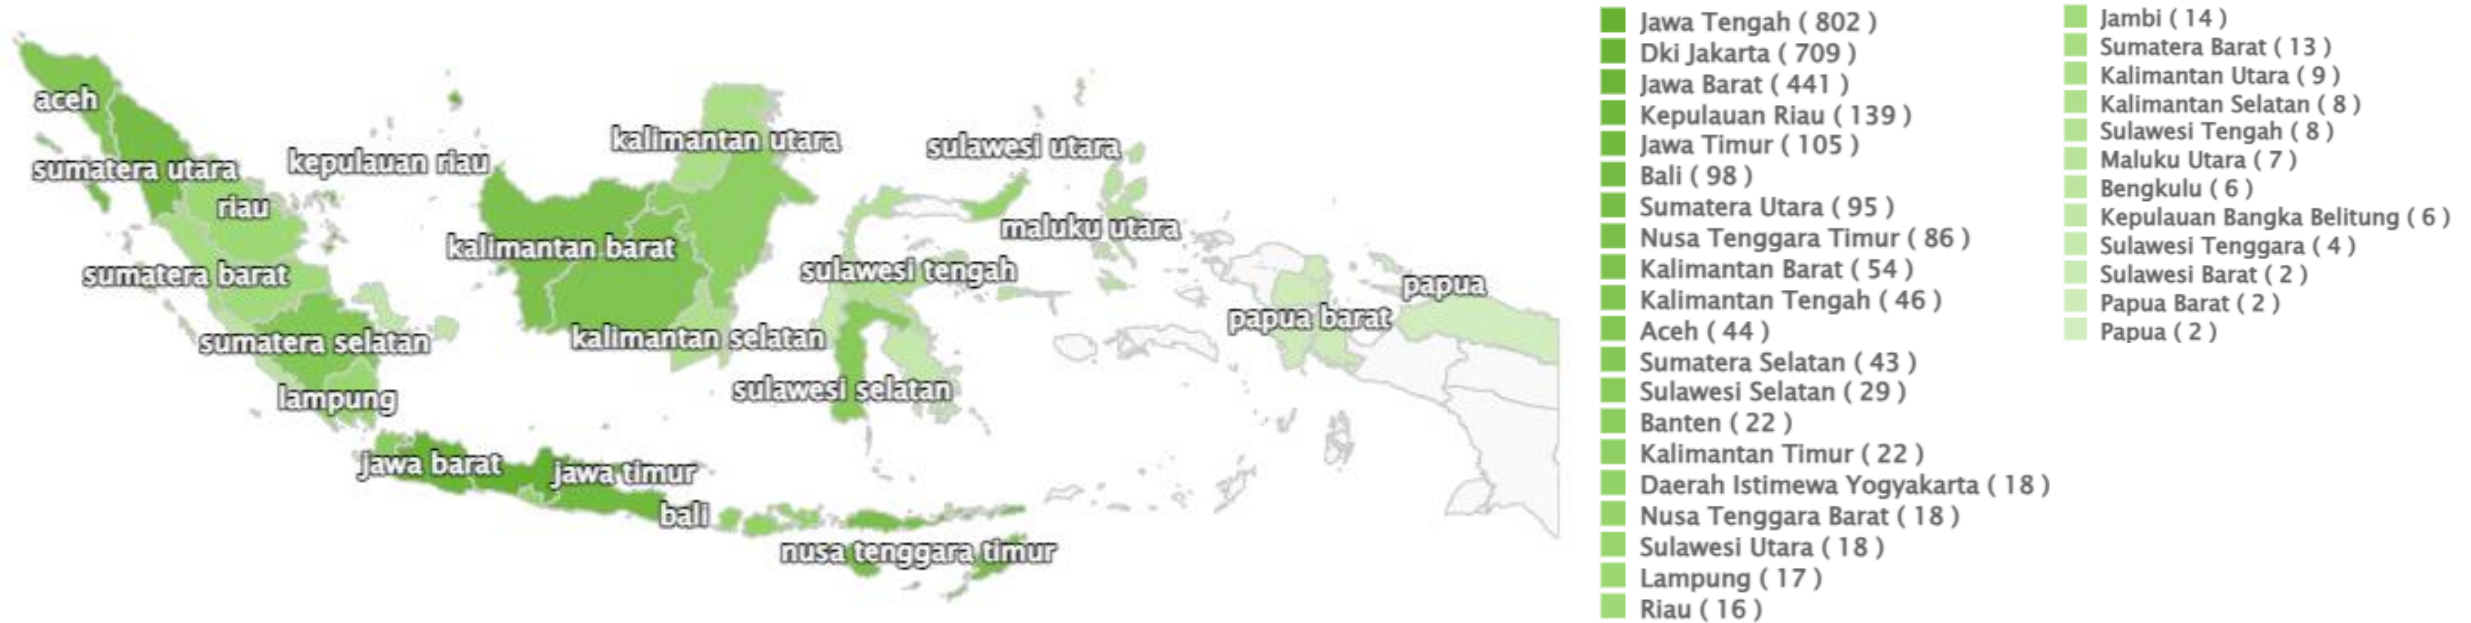 aceh
sumatera utara
riau
kepulauan riau
sumatera barat
sumatera selatan
lampung
kalimantan utara
kalimantan barat
kalimantan selatan
sulawesi utara
maluku utara
sulawesi tengah
sulawesi selatan
papua
papua barat
jawa barat
jawa timur
bali
nusa tenggara timur
Jawa Tengah ( 802 )
Dki Jakarta ( 709 )
Jawa Barat ( 441 )
Kepulauan Riau ( 139 )
Jawa Timur ( 105 )
Bali ( 98 )
Sumatera Utara ( 95 )
Nusa Tenggara Timur ( 86 )
Kalimantan Barat ( 54 )
Kalimantan Tengah ( 46 )
Aceh ( 44 )
Sumatera Selatan ( 43 )
Sulawesi Selatan ( 29 )
Banten ( 22 )
Kalimantan Timur ( 22 )
Daerah Istimewa Yogyakarta ( 18 )
Nusa Tenggara Barat ( 18 )
Sulawesi Utara ( 18 )
Lampung ( 17 )
Riau ( 16 )
Jambi ( 14 )
Sumatera Barat ( 13 )
Kalimantan Utara ( 9 )
Kalimantan Selatan ( 8 )
Sulawesi Tengah ( 8 )
Maluku Utara ( 7 )
Bengkulu ( 6 )
Kepulauan Bangka Belitung ( 6 )
Sulawesi Tenggara ( 4 )
Sulawesi Barat ( 2 )
Papua Barat ( 2 )
Papua ( 2 )